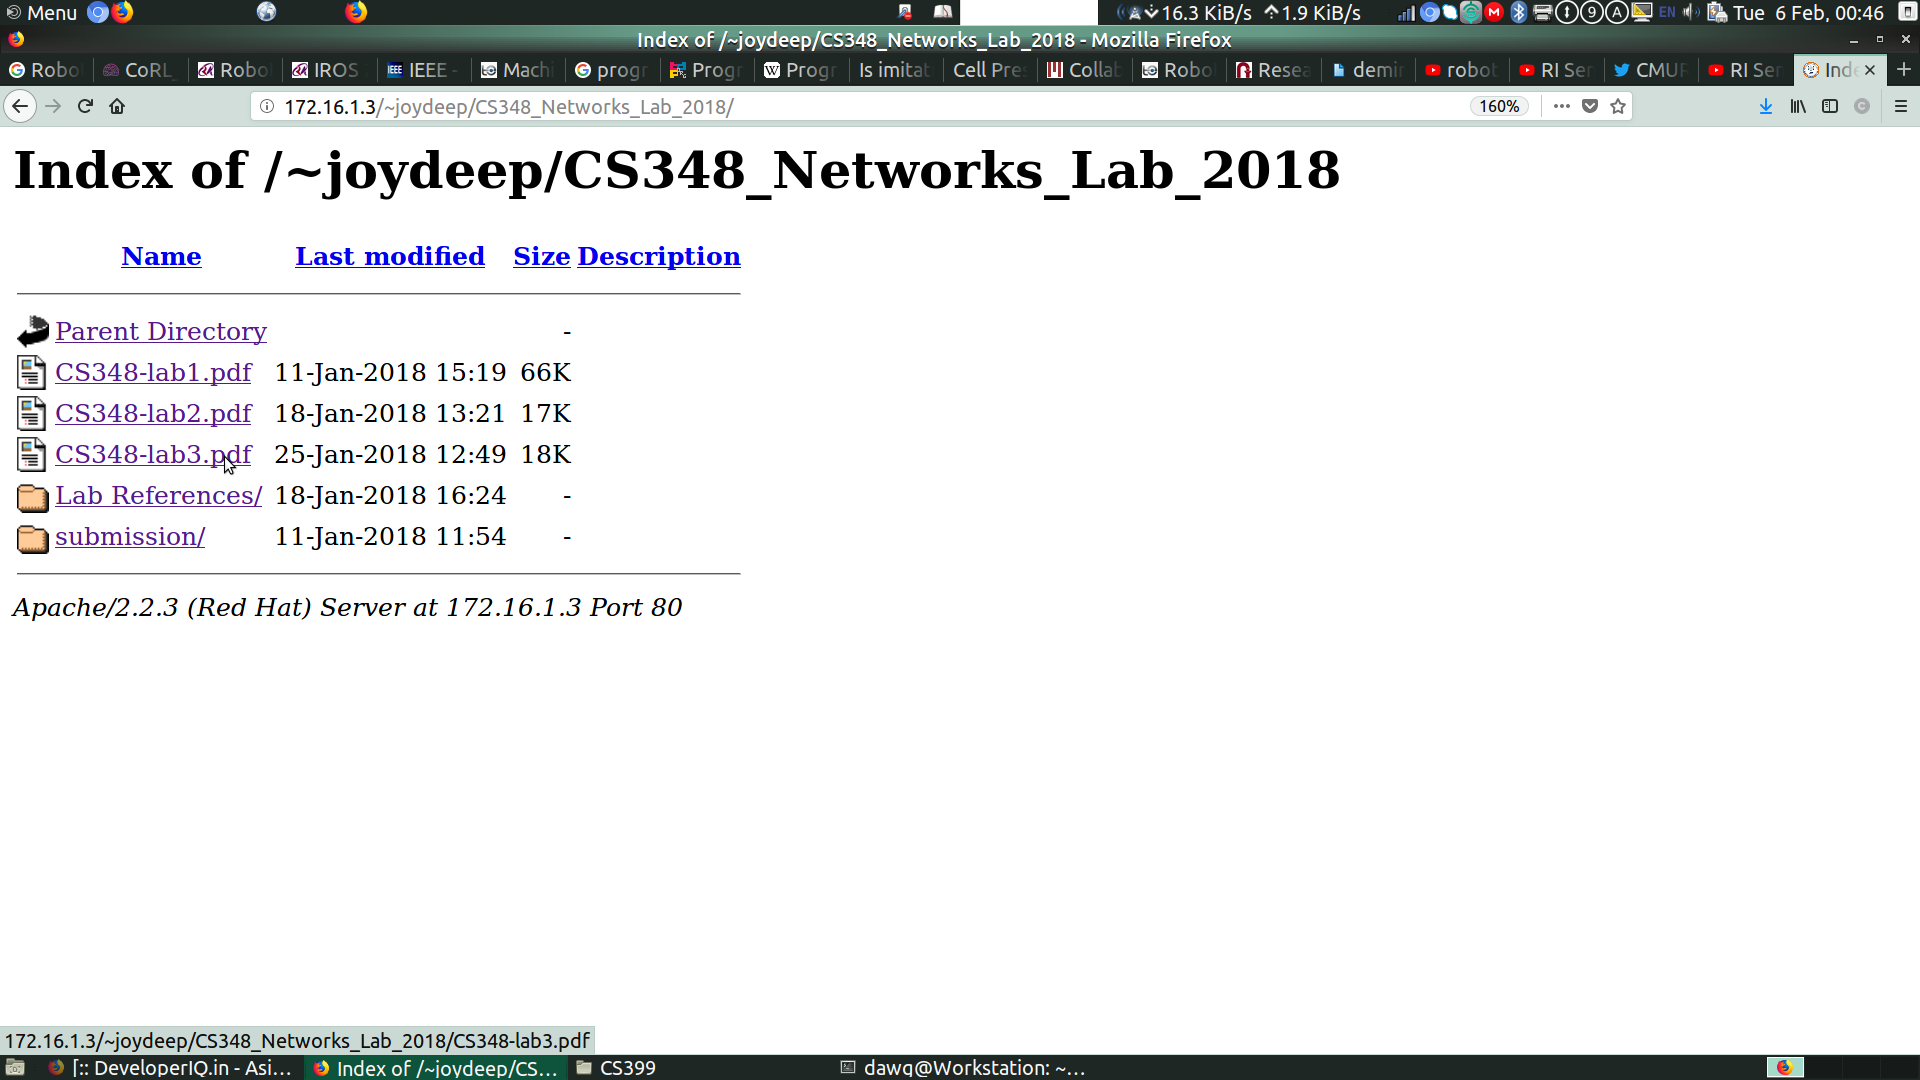 Menu 16.3 KiB/s 1.9 KiB/s EN Tue 6 Feb, 00:46
Index of /~joydeep/CS348_Networks_Lab_2018 - Mozilla Firefox
Robo CoRL Robo IROS IEEE - Machi progr Progr Progr Is imitat Cell Pre Collab Robo Resea demir robot RI Ser CMUR RI Ser Inde
172.16.1.3/~joydeep/CS348_Networks_Lab_2018/ 160%
Index of /~joydeep/CS348_Networks_Lab_2018
Name Last modified Size Description
Parent Directory -
CS348-lab1.pdf 11-Jan-2018 15:19 66K
CS348-lab2.pdf 18-Jan-2018 13:21 17K
CS348-lab3.pdf 25-Jan-2018 12:49 18K
Lab References/ 18-Jan-2018 16:24 -
submission/ 11-Jan-2018 11:54 -
Apache/2.2.3 (Red Hat) Server at 172.16.1.3 Port 80
172.16.1.3/~joydeep/CS348_Networks_Lab_2018/CS348-lab3.pdf
[:: DeveloperIQ.in - Asi... Index of /~joydeep/CS... CS399 dawg@Workstation: ~...